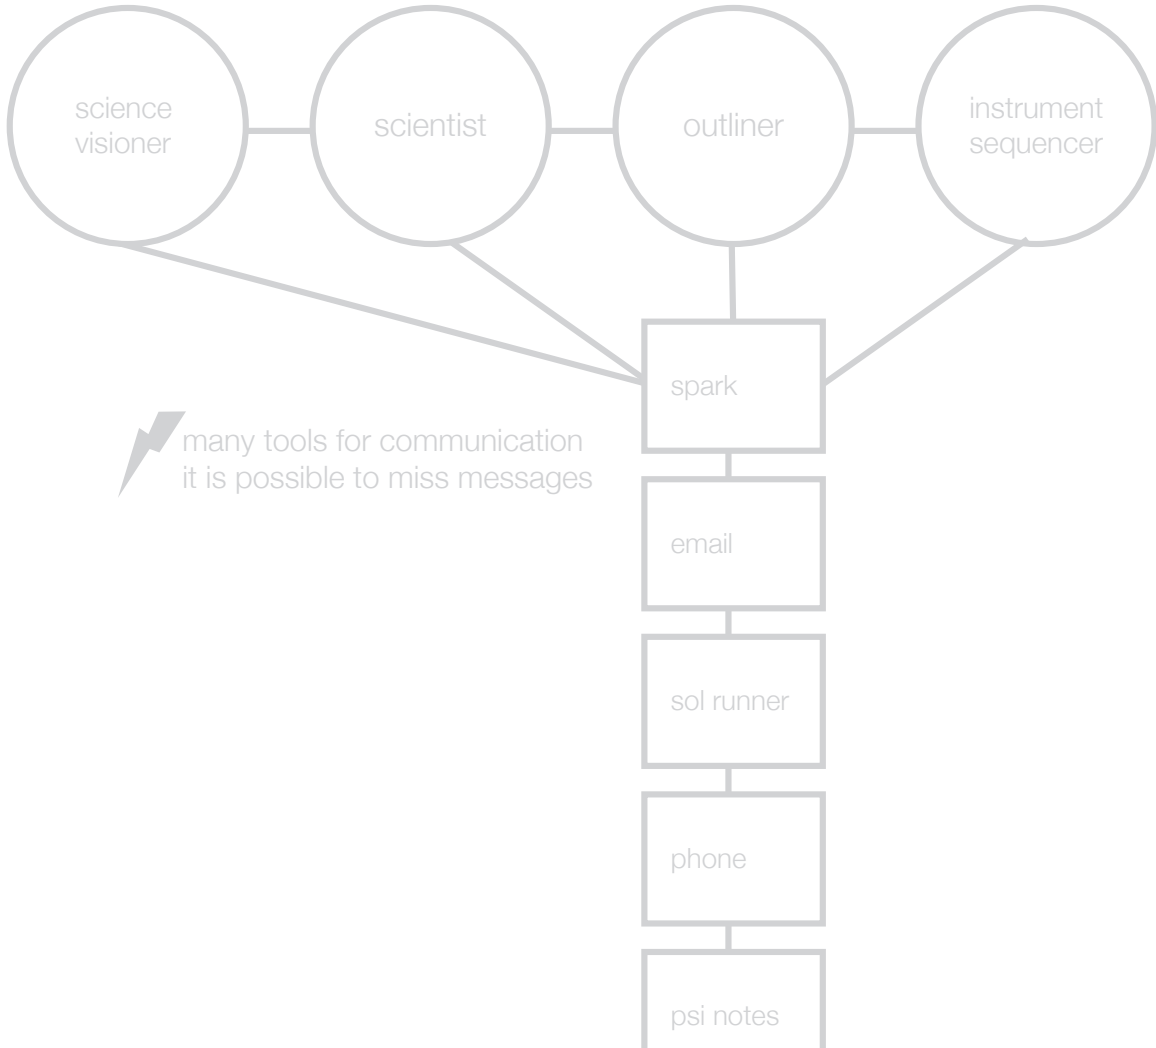 science
visioner
scientist
outliner
instrument
sequencer
spark
many tools for communication
it is possible to miss messages
email
sol runner
phone
psi notes